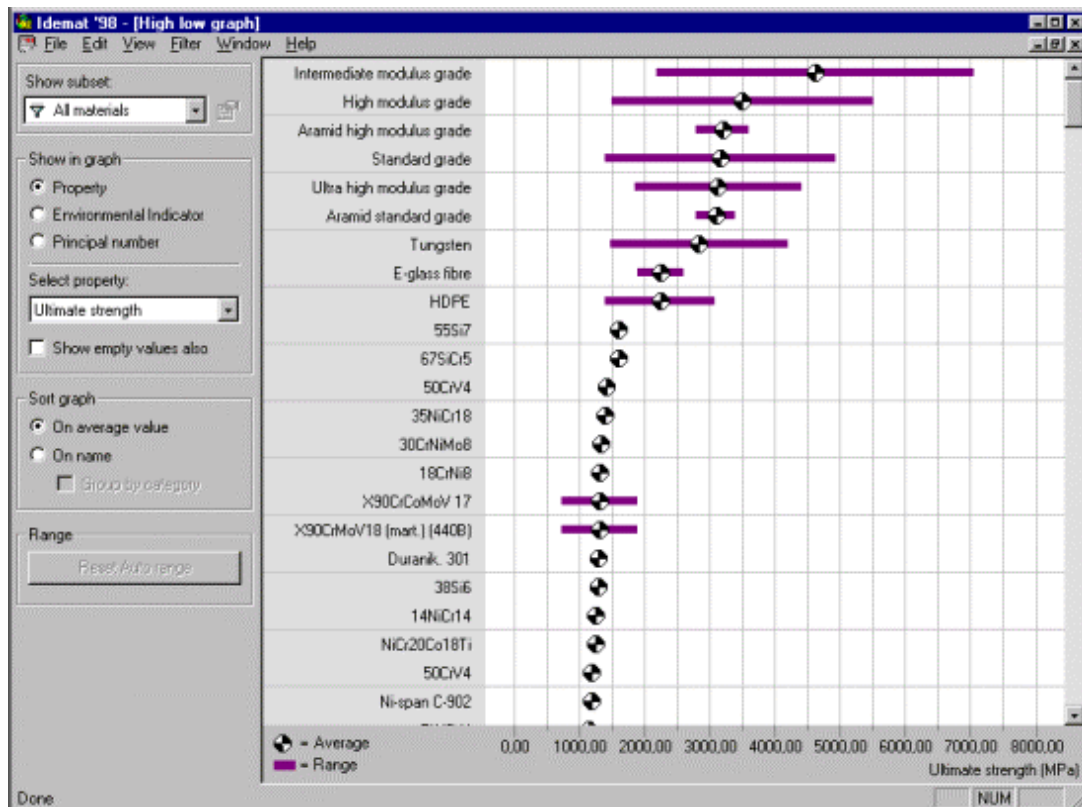 Idemat '98 - [High low graph]
File Edit View Filter Window Help
Show subset:
All materials
Show in graph
Property
Environmental Indicator
Principal number
Select property:
Ultimate strength
Show empty values also
Sort graph
On average value
On name
Group by category
Range
Reset Auto range
Intermediate modulus grade
High modulus grade
Aramid high modulus grade
Standard grade
Ultra high modulus grade
Aramid standard grade
Tungsten
E-glass fibre
HDPE
55Si7
67SiCr5
50CrV4
35NiCr18
30CrNiMo8
18CrNi8
X90CrCoMoV 17
X90CrMoV18 (mart.) (440B)
Duranik. 301
38Si6
14NiCr14
NiCr20Co18Ti
50CrV4
Ni-span C-902
= Average
= Range
0,00 1000,00 2000,00 3000,00 4000,00 5000,00 6000,00 7000,00 8000,00
Ultimate strength (MPa)
Done
NUM